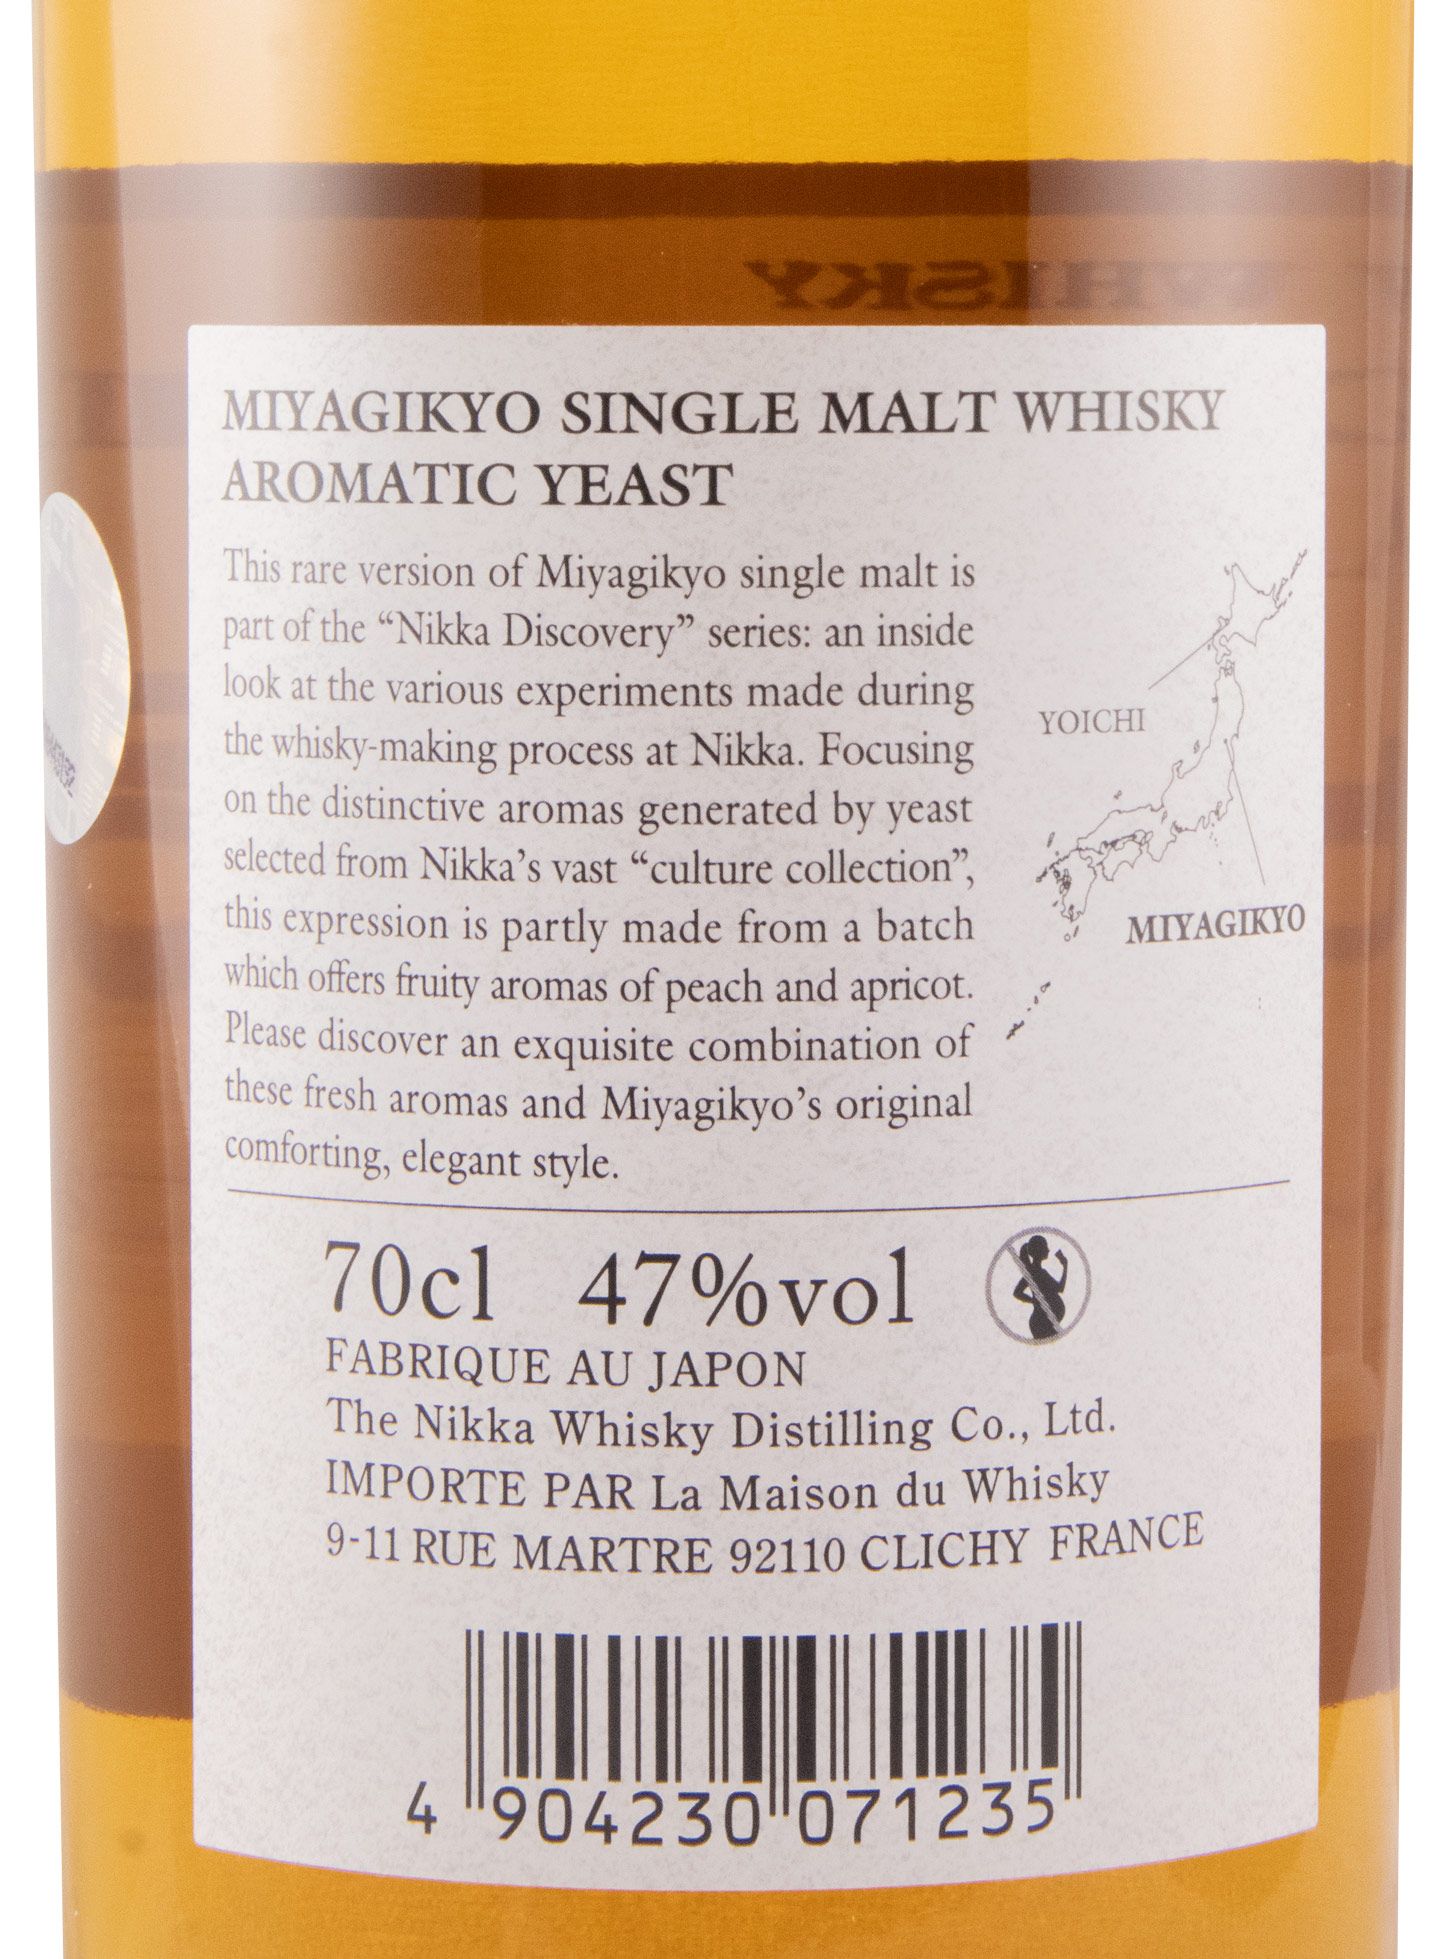 WHISKY
MIYAGIKYO SINGLE MALT WHISKY
AROMATIC YEAST
This rare version of Miyagikyo single malt is
part of the “Nikka Discovery” series: an inside
look at the various experiments made during
the whisky-making process at Nikka. Focusing
on the distinctive aromas generated by yeast
selected from Nikka’s vast “culture collection”,
this expression is partly made from a batch
which offers fruity aromas of peach and apricot.
Please discover an exquisite combination of
these fresh aromas and Miyagikyo’s original
comforting, elegant style.
YOICHI
MIYAGIKYO
70cl 47%vol
FABRIQUE AU JAPON
The Nikka Whisky Distilling Co., Ltd.
IMPORTE PAR La Maison du Whisky
9-11 RUE MARTRE 92110 CLICHY FRANCE
4 904230 071235